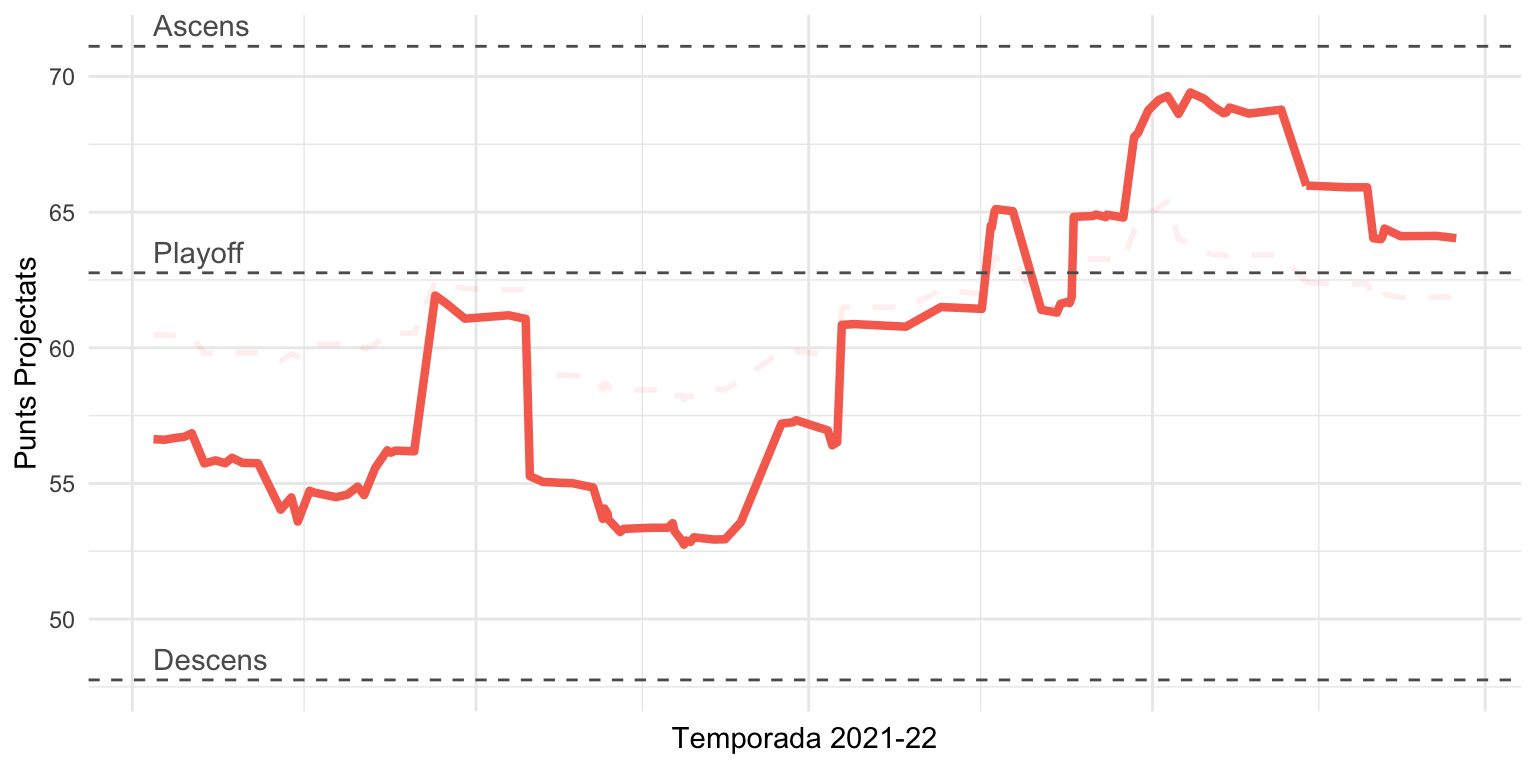 Ascens
70
65
Playoff
60
55
50
Descens
Punts Projectats
Temporada 2021-22